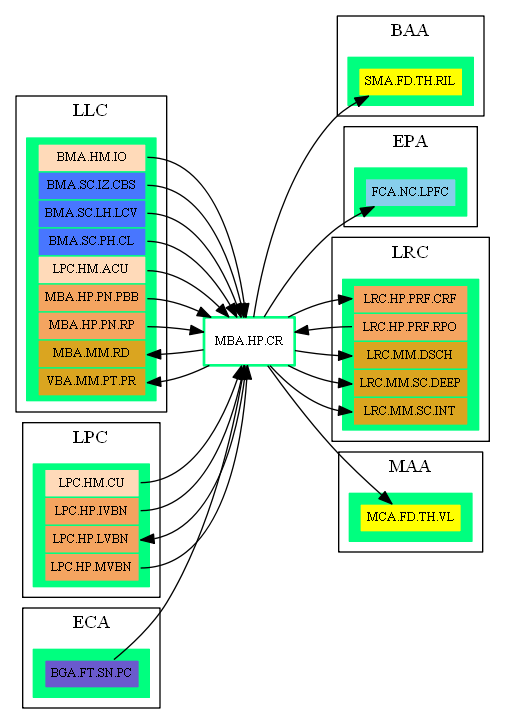 LLC
BMA.HM.IO
BMA.SC.IZ.CBS
BMA.SC.LH.LCV
BMA.SC.PH.CL
LPC.HM.ACU
MBA.HP.PN.PBB
MBA.HP.PN.RP
MBA.MM.RD
VBA.MM.PT.PR
LPC
LPC.HM.CU
LPC.HP.IVBN
LPC.HP.LVBN
LPC.HP.MVBN
ECA
BGA.FT.SN.PC
MBA.HP.CR
BAA
SMA.FD.TH.RIL
EPA
FCA.NC.LPFC
LRC
LRC.HP.PRF.CRF
LRC.HP.PRF.RPO
LRC.MM.DSCH
LRC.MM.SC.DEEP
LRC.MM.SC.INT
MAA
MCA.FD.TH.VL